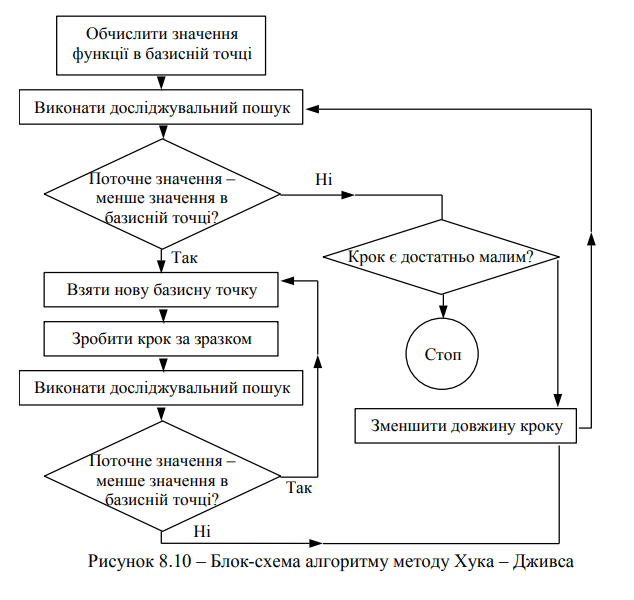 Обчислити значення
функції в базисній точці
Виконати досліджувальний пошук
Поточне значення –
менше значення в
базисній точці?
Ні
Так
Крок є достатньо малим?
Взяти нову базисну точку
Зробити крок за зразком
Стоп
Виконати досліджувальний пошук
Зменшити довжину кроку
Поточне значення –
менше значення в
базисній точці?
Так
Ні
Рисунок 8.10 – Блок-схема алгоритму методу Хука – Дживса